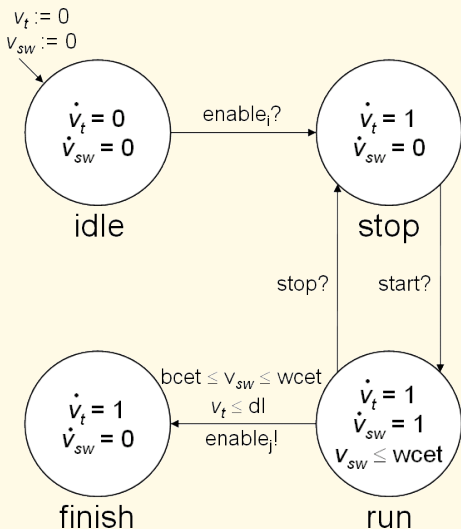 v_t := 0
v_sw := 0
v̇_t = 0
v̇_sw = 0
idle
enable_i?
v̇_t = 1
v̇_sw = 0
stop
stop?
start?
bcet ≤ v_sw ≤ wcet
v_t ≤ dl
enable_j!
v̇_t = 1
v̇_sw = 0
finish
v̇_t = 1
v̇_sw = 1
v_sw ≤ wcet
run